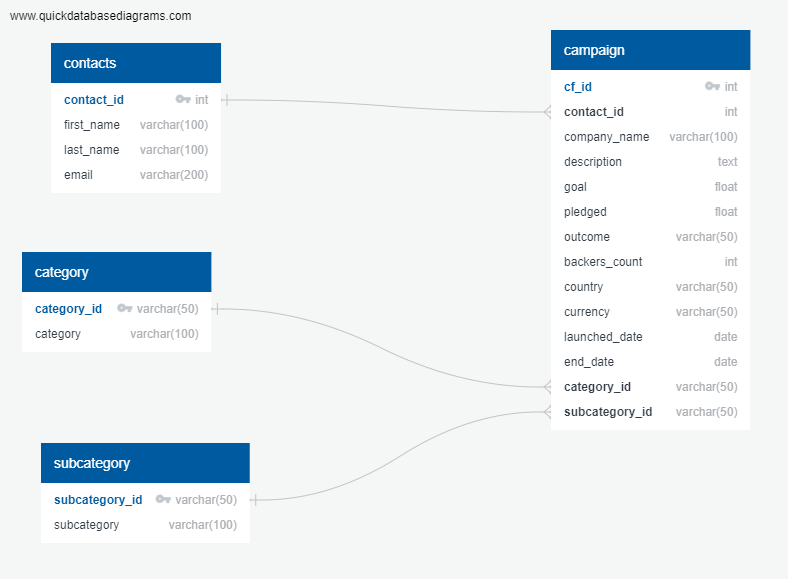 www.quickdatabasediagrams.com
contacts
contact_id int
first_name varchar(100)
last_name varchar(100)
email varchar(200)
category
category_id varchar(50)
category varchar(100)
subcategory
subcategory_id varchar(50)
subcategory varchar(100)
campaign
cf_id int
contact_id int
company_name varchar(100)
description text
goal float
pledged float
outcome varchar(50)
backers_count int
country varchar(50)
currency varchar(50)
launched_date date
end_date date
category_id varchar(50)
subcategory_id varchar(50)